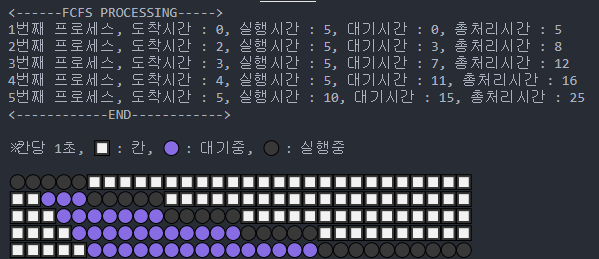 <------FCFS PROCESSING----->
1번째 프로세스, 도착시간 : 0, 실행시간 : 5, 대기시간 : 0, 총처리시간 : 5
2번째 프로세스, 도착시간 : 2, 실행시간 : 5, 대기시간 : 3, 총처리시간 : 8
3번째 프로세스, 도착시간 : 3, 실행시간 : 5, 대기시간 : 7, 총처리시간 : 12
4번째 프로세스, 도착시간 : 4, 실행시간 : 5, 대기시간 : 11, 총처리시간 : 16
5번째 프로세스, 도착시간 : 5, 실행시간 : 10, 대기시간 : 15, 총처리시간 : 25
<------------END------------>
※칸당 1초, : 칸, : 대기중, : 실행중